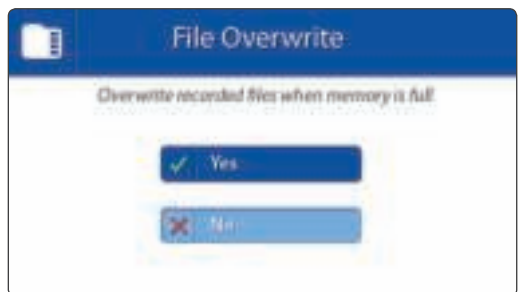 File Overwrite
Overwrite recorded files when memory is full
Yes
No